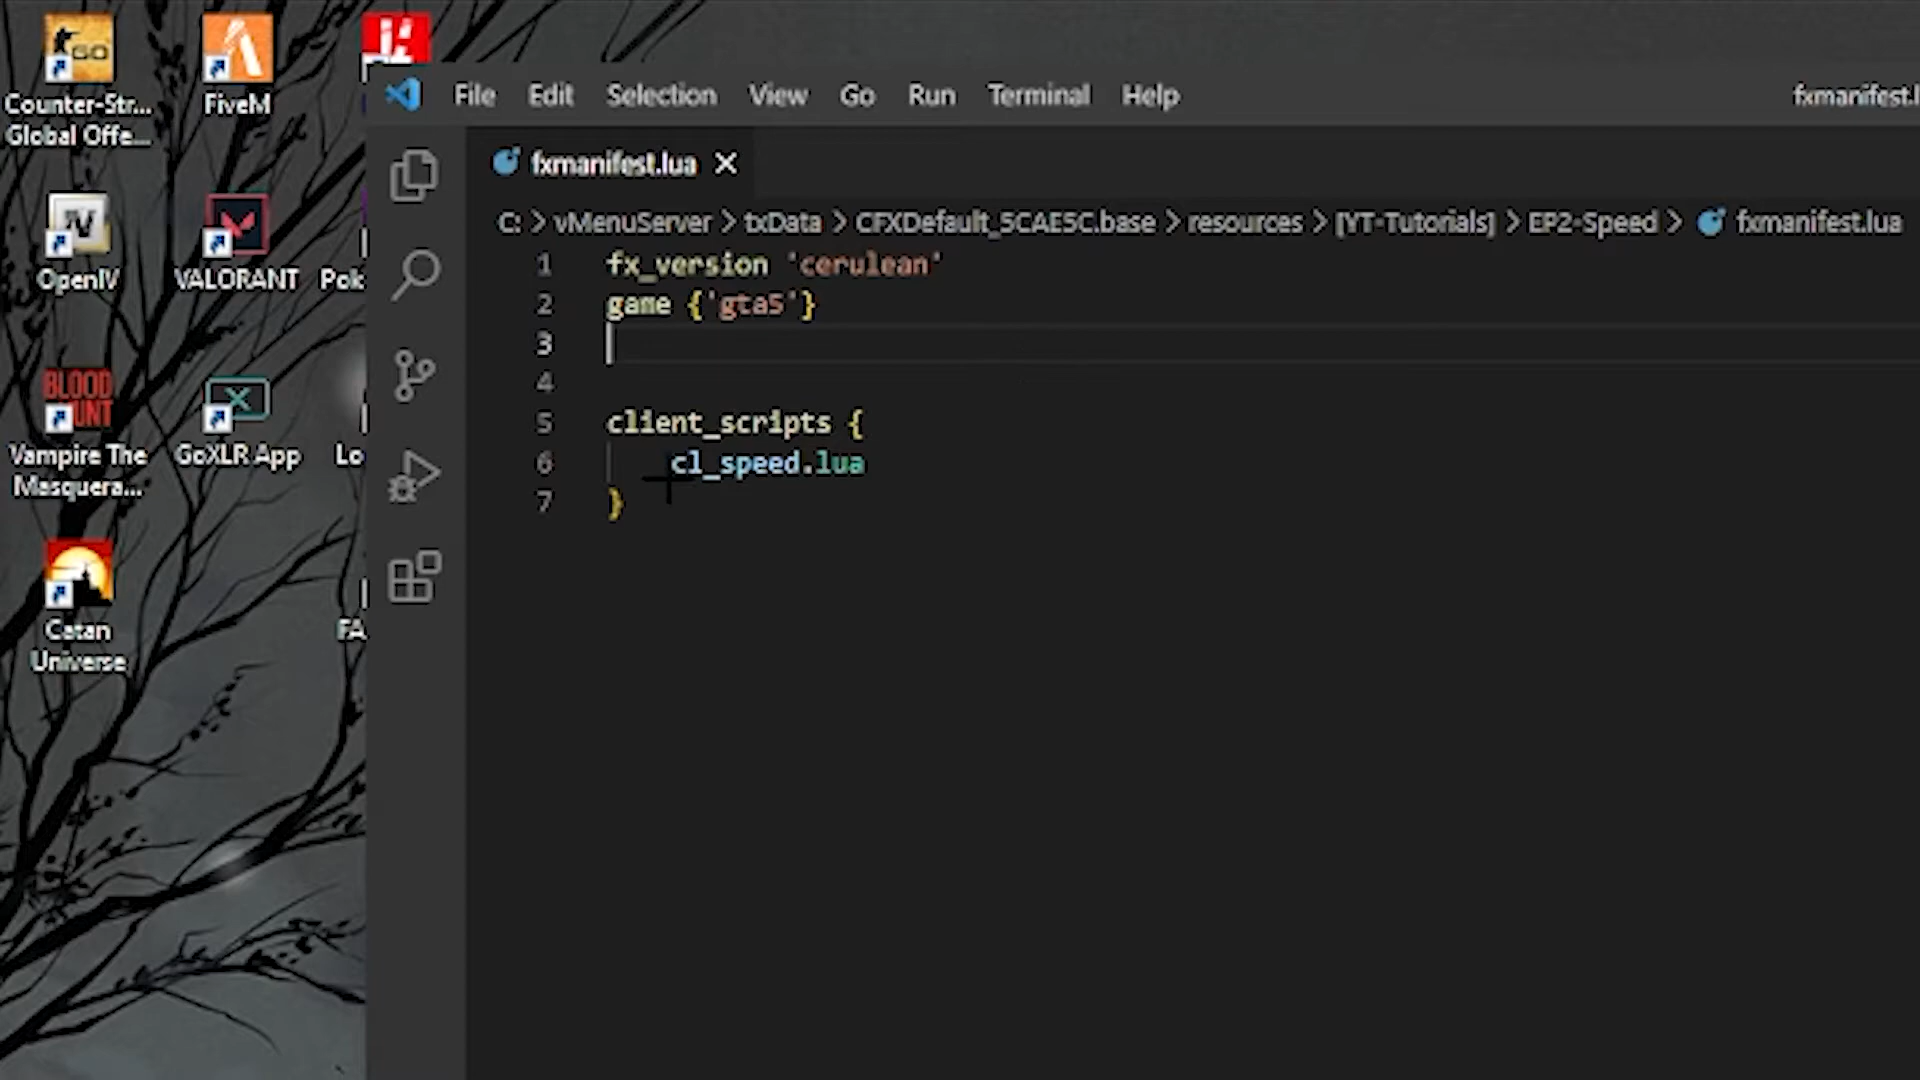 GO
Counter-Str...
Global Offe...
FiveM
File Edit Selection View Go Run Terminal Help
fxmanifest.l
fxmanifest.lua
C: > vMenuServer > txData > CFXDefault_5CAE5C.base > resources > [YT-Tutorials] > EP2-Speed > fxmanifest.lua
1 fx_version 'cerulean'
2 game {'gta5'}
3
4
5 client_scripts {
6 cl_speed.lua
7 }
IV
OpenIV
VALORANT
Pok
BLOOD
HUNT
Vampire The
Masquera...
GoXLR App
Lo
Catan
Universe
FA